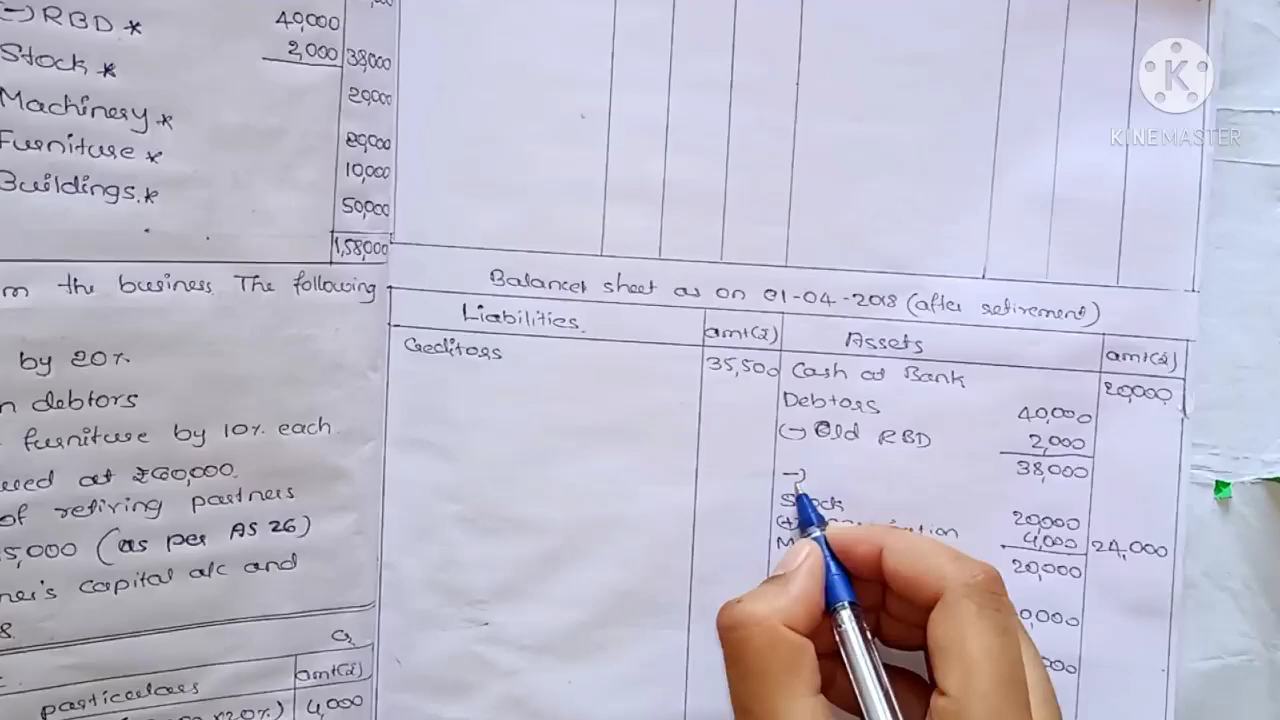 (-) RBD * 40,000
2,000 38,000
Stock *
20,000
Machinery *
20,000
Furniture *
10,000
Buildings. *
50,000
1,58,000
m the business. The following
by 20%
n debtors
furniture by 10% each.
ued at ₹60,000.
of retiring partners
5,000 (as per AS 26)
ner's capital a/c and
8.
Cr
particulars amt(₹)
x20%) 4,000
KINEMASTER
Balance sheet as on 01-04-2018 (after retirement)
Liabilities. amt(₹) Assets amt(₹)
Creditors 35,500 Cash at Bank 20,000
Debtors 40,000
(-) Old RBD 2,000
38,000
(-)
Stock 20,000
(+) 4,000 24,000
M 20,000